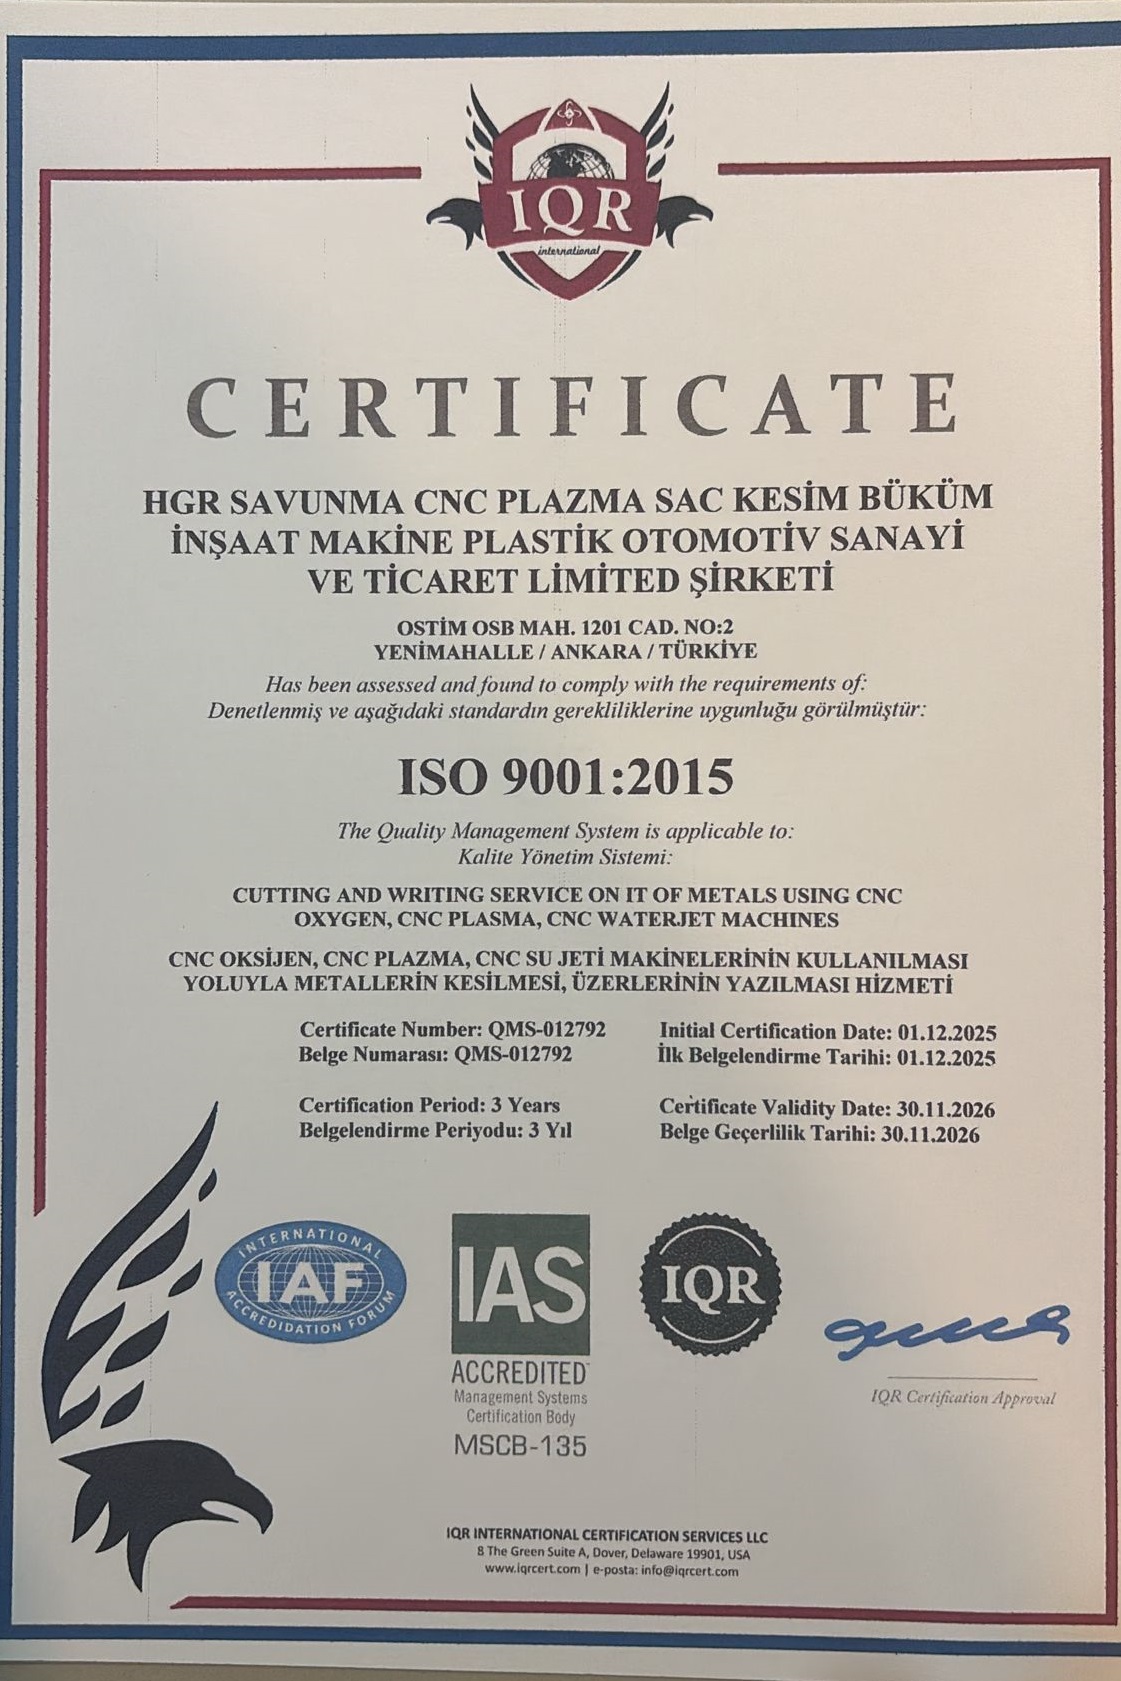 IQR
international
CERTIFICATE
HGR SAVUNMA CNC PLAZMA SAC KESİM BÜKÜM
İNŞAAT MAKİNE PLASTİK OTOMOTİV SANAYİ
VE TİCARET LİMİTED ŞİRKETİ
OSTİM OSB MAH. 1201 CAD. NO:2
YENİMAHALLE / ANKARA / TÜRKİYE
Has been assessed and found to comply with the requirements of:
Denetlenmiş ve aşağıdaki standardın gerekliliklerine uygunluğu görülmüştür:
ISO 9001:2015
The Quality Management System is applicable to:
Kalite Yönetim Sistemi:
CUTTING AND WRITING SERVICE ON IT OF METALS USING CNC
OXYGEN, CNC PLASMA, CNC WATERJET MACHINES
CNC OKSİJEN, CNC PLAZMA, CNC SU JETİ MAKİNELERİNİN KULLANILMASI
YOLUYLA METALLERİN KESİLMESİ, ÜZERLERİNİN YAZILMASI HİZMETİ
Certificate Number: QMS-012792
Belge Numarası: QMS-012792
Initial Certification Date: 01.12.2025
İlk Belgelendirme Tarihi: 01.12.2025
Certification Period: 3 Years
Belgelendirme Periyodu: 3 Yıl
Certificate Validity Date: 30.11.2026
Belge Geçerlilik Tarihi: 30.11.2026
INTERNATIONAL
IAF
ACCREDIDATION FORUM
IAS
ACCREDITED™
Management Systems
Certification Body
MSCB-135
IQR
IQR Certification Approval
IQR INTERNATIONAL CERTIFICATION SERVICES LLC
8 The Green Suite A, Dover, Delaware 19901, USA
www.iqrcert.com | e-posta: info@iqrcert.com